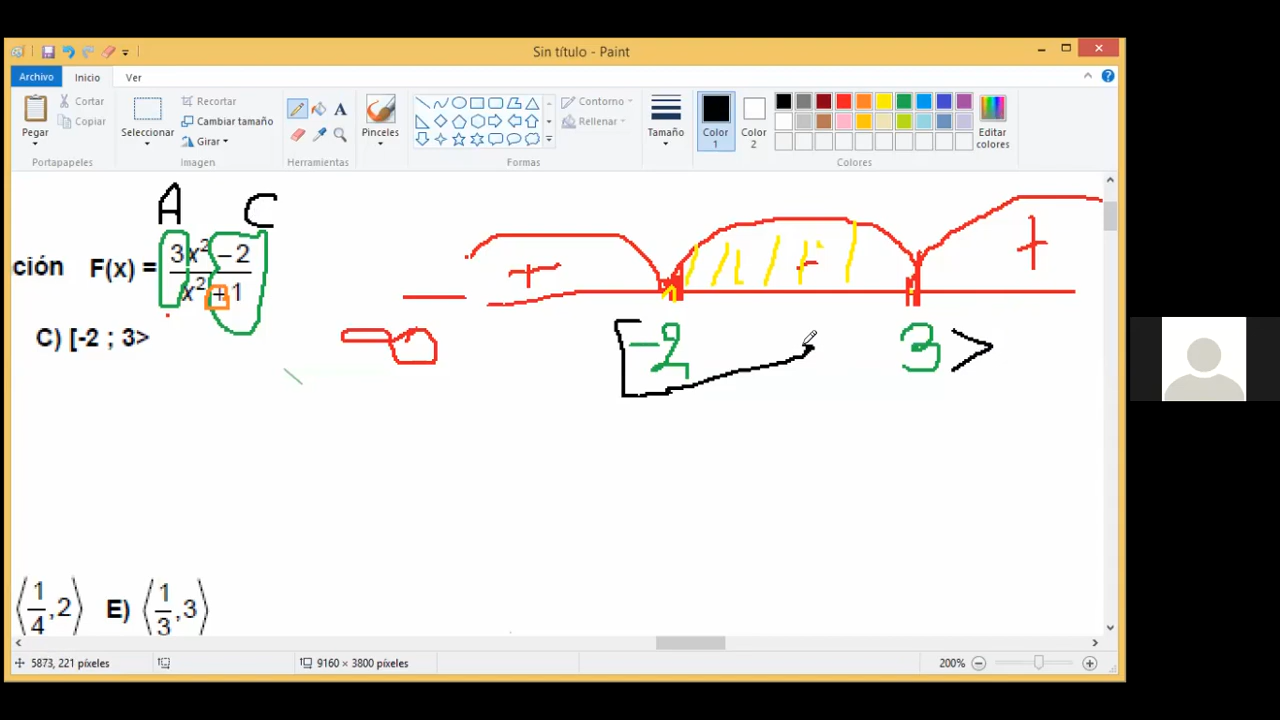 Sin título - Paint
Archivo Inicio Ver
Pegar
Cortar
Copiar
Portapapeles
Seleccionar
Recortar
Cambiar tamaño
Girar
Imagen
A
Herramientas
Pinceles
Contorno
Rellenar
Formas
Tamaño
Color 1
Color 2
Editar colores
Colores
A C
ción F(x) = 3x² - 2 / x² + 1
+ + +
C) [-2 ; 3>
[-2 3>
⟨1/4, 2⟩ E) ⟨1/3, 3⟩
5873, 221 píxeles
9160 × 3800 píxeles
200%